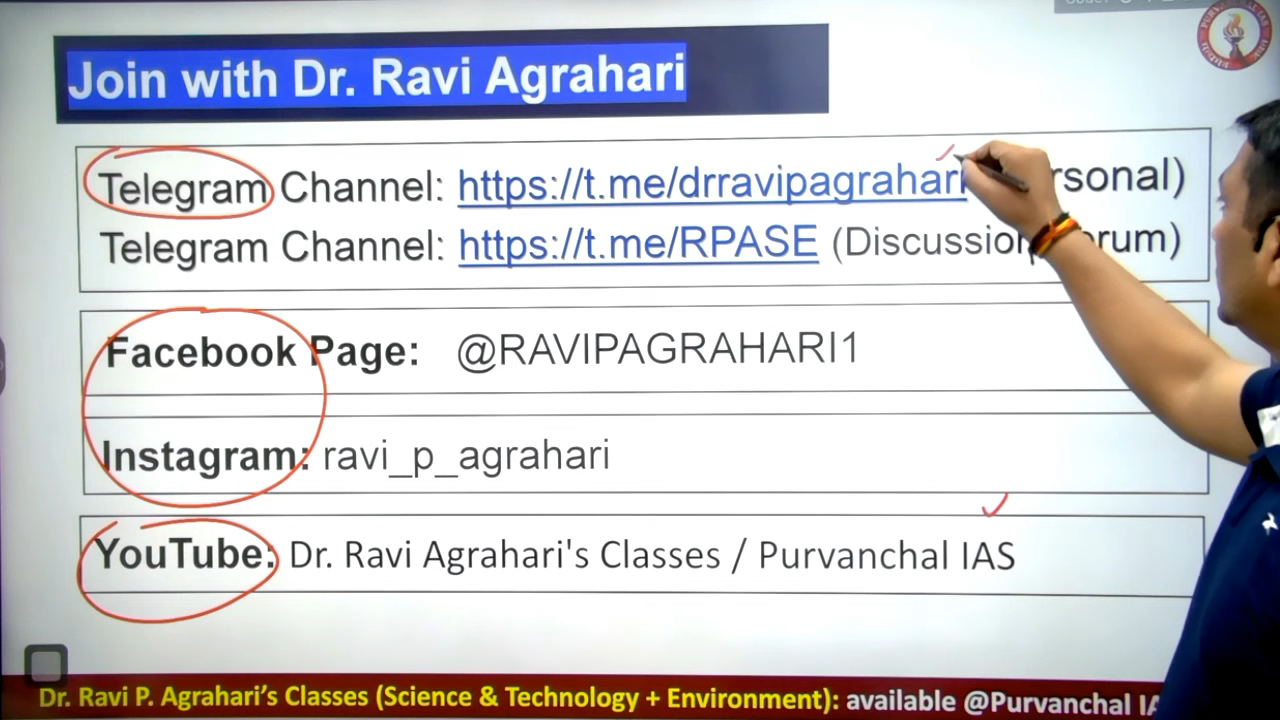 Join with Dr. Ravi Agrahari
Telegram Channel: https://t.me/drravipagrahari
Telegram Channel: https://t.me/RPASE (Discussion
Facebook Page: @RAVIPAGRAHARI1
Instagram: ravi_p_agrahari
YouTube: Dr. Ravi Agrahari's Classes / Purvanchal IAS
Dr. Ravi P. Agrahari’s Classes (Science & Technology + Environment): available @Purvanchal